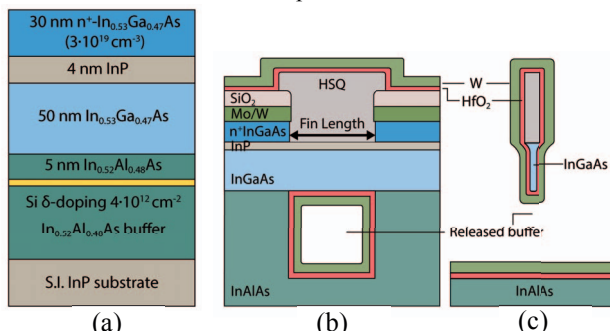 30 nm n⁺-In₀.₅₃Ga₀.₄₇As
(3·10¹⁹ cm⁻³)
4 nm InP
50 nm In₀.₅₃Ga₀.₄₇As
5 nm In₀.₅₂Al₀.₄₈As
Si δ-doping 4·10¹² cm⁻²
In₀.₅₂Al₀.₄₈As buffer
S.I. InP substrate
(a)
HSQ
SiO₂
Mo/W
Fin Length
n⁺InGaAs
InP
InGaAs
InAlAs
(b)
W
HfO₂
InGaAs
Released buffer
InAlAs
(c)